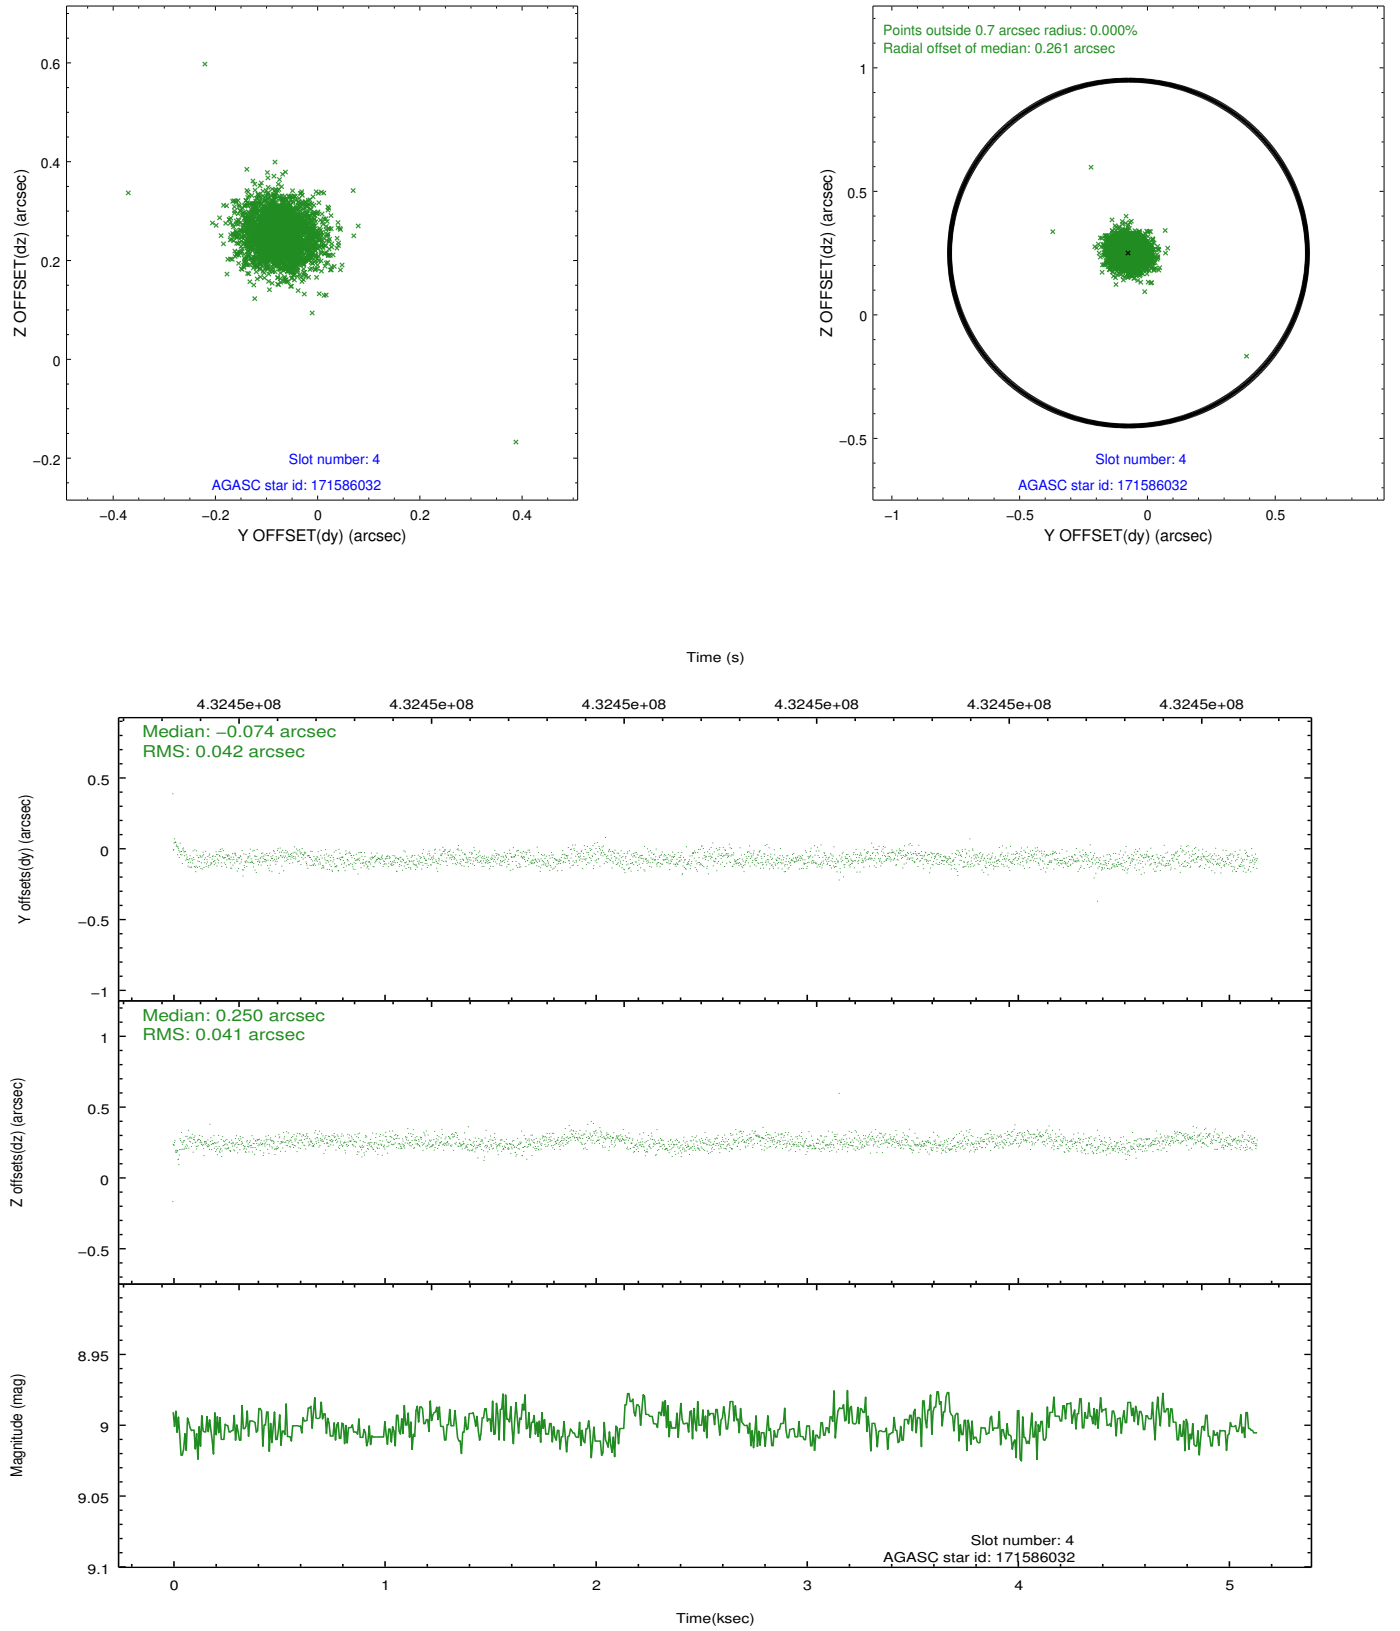 0.6
0.4
0.2
0
−0.2
Z OFFSET(dz) (arcsec)
Slot number: 4
AGASC star id: 171586032
−0.4
−0.2
0
0.2
0.4
Y OFFSET(dy) (arcsec)
Points outside 0.7 arcsec radius: 0.000%
Radial offset of median: 0.261 arcsec
1
0.5
0
−0.5
Z OFFSET(dz) (arcsec)
Slot number: 4
AGASC star id: 171586032
−1
−0.5
0
0.5
Y OFFSET(dy) (arcsec)
Time (s)
4.3245e+08 4.3245e+08 4.3245e+08 4.3245e+08 4.3245e+08 4.3245e+08
Median: −0.074 arcsec
RMS: 0.042 arcsec
0.5
0
−0.5
−1
Y offsets(dy) (arcsec)
Median: 0.250 arcsec
RMS: 0.041 arcsec
1
0.5
0
−0.5
Z offsets(dz) (arcsec)
8.95
9
9.05
9.1
Magnitude (mag)
Slot number: 4
AGASC star id: 171586032
0 1 2 3 4 5
Time(ksec)